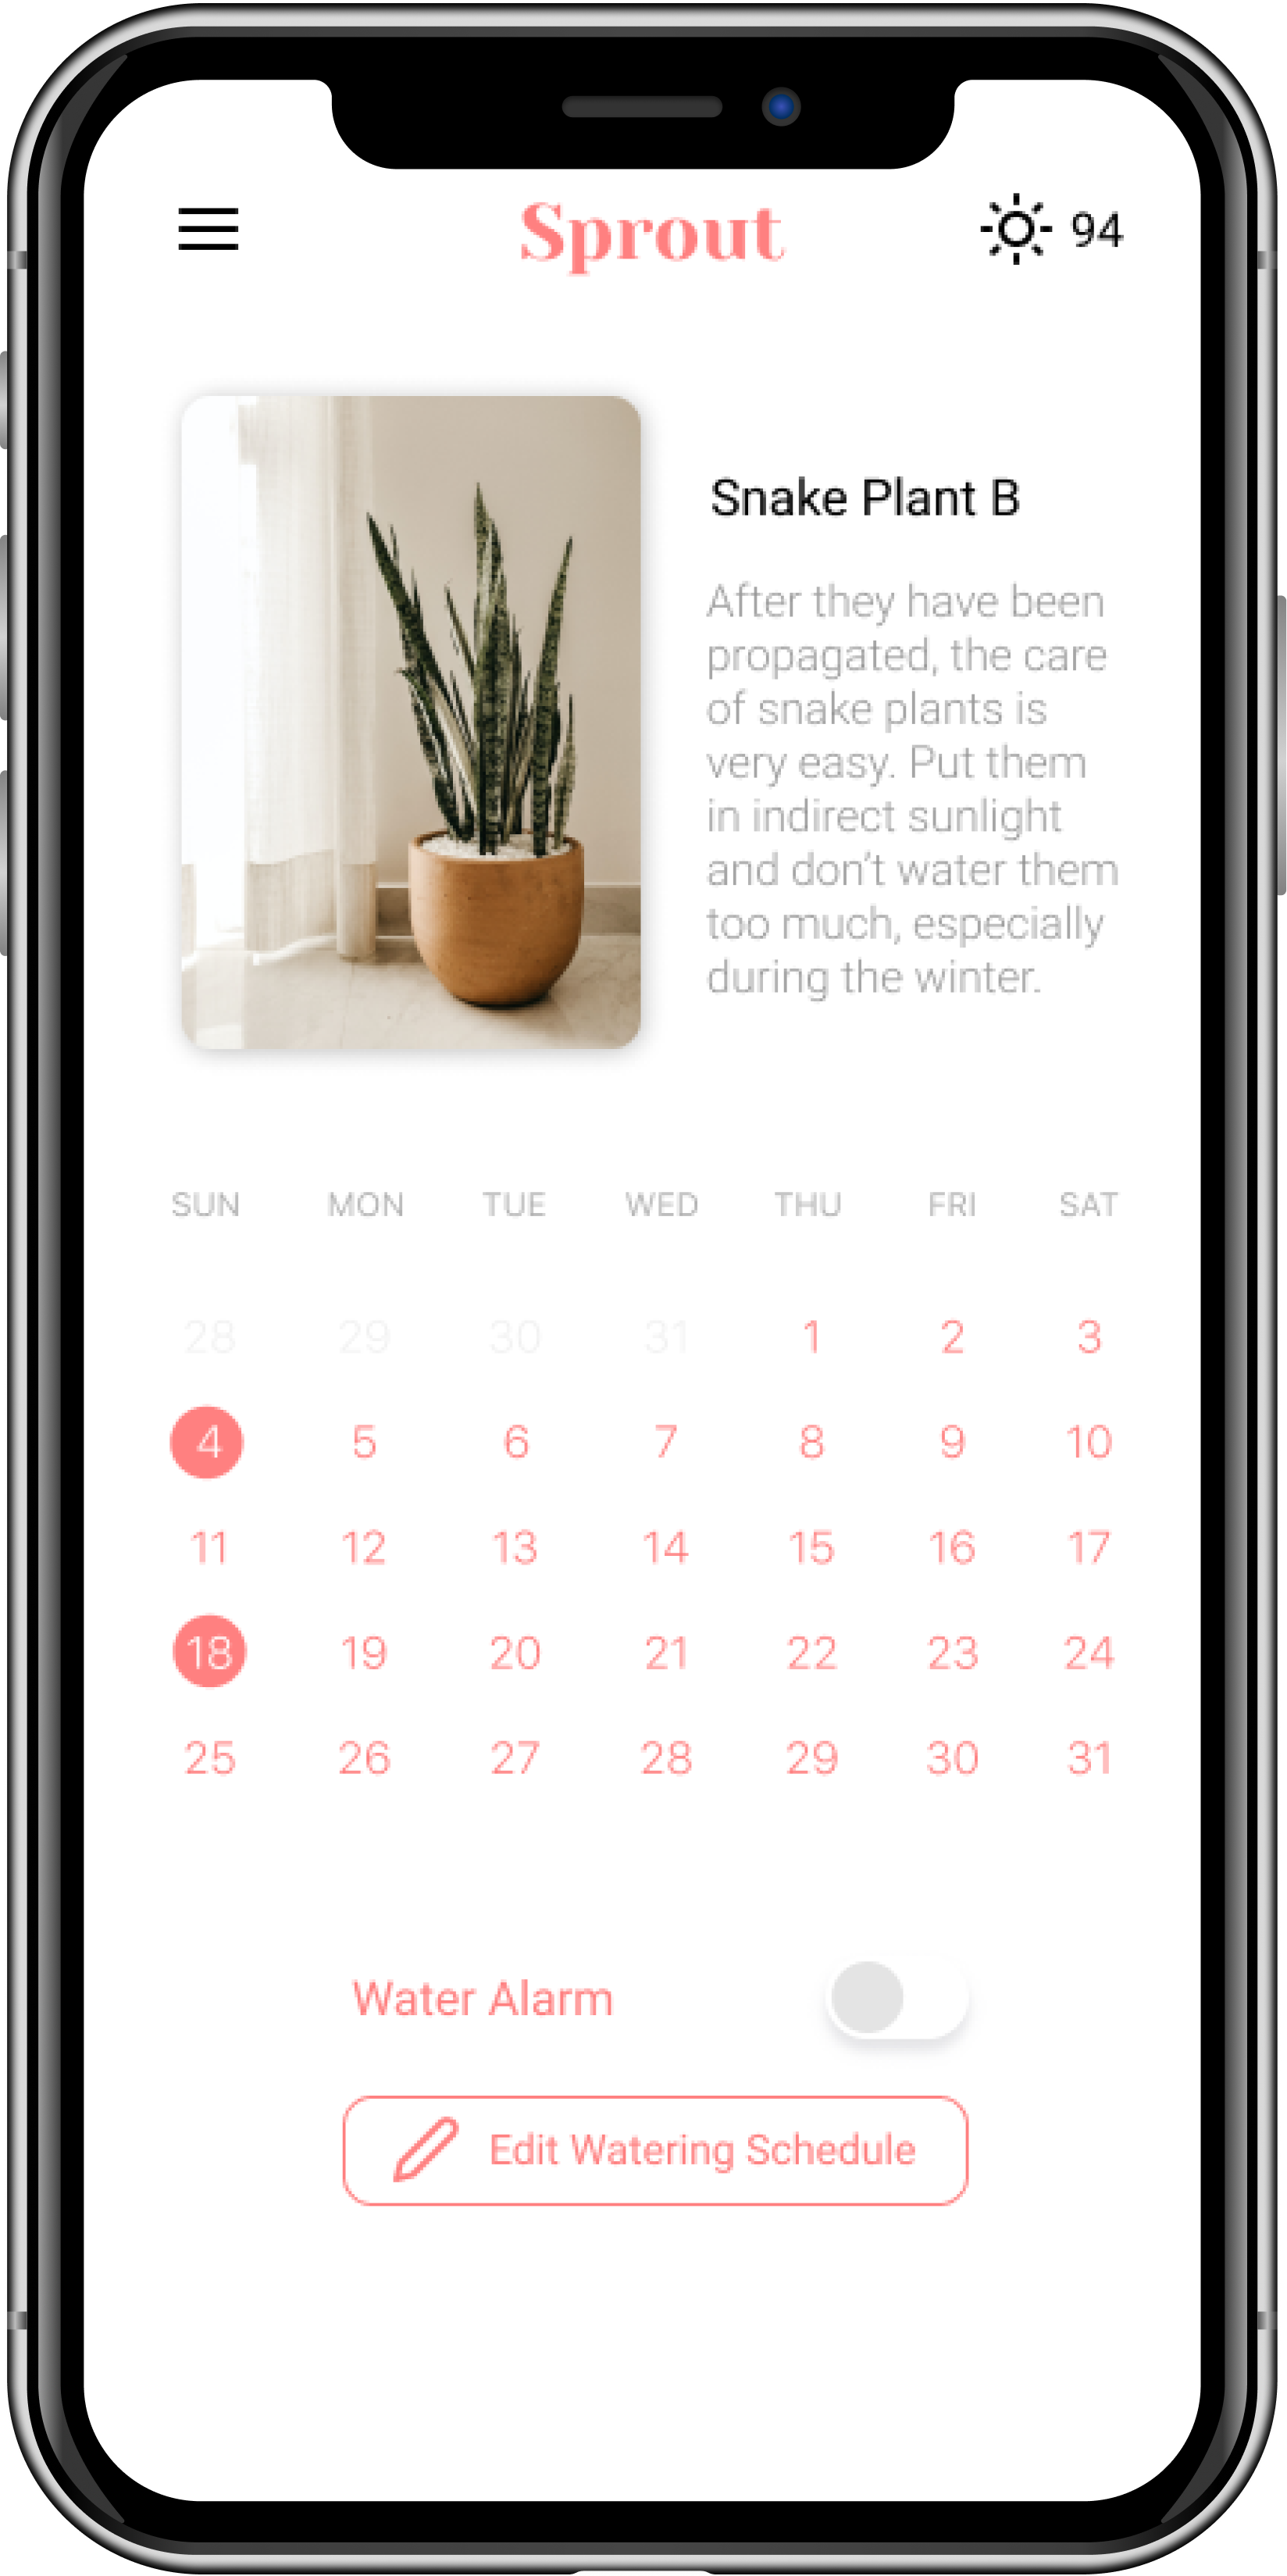 Sprout
94
Snake Plant B
After they have been
propagated, the care
of snake plants is
very easy. Put them
in indirect sunlight
and don’t water them
too much, especially
during the winter.
SUN MON TUE WED THU FRI SAT
28 29 30 31 1 2 3
4 5 6 7 8 9 10
11 12 13 14 15 16 17
18 19 20 21 22 23 24
25 26 27 28 29 30 31
Water Alarm
Edit Watering Schedule